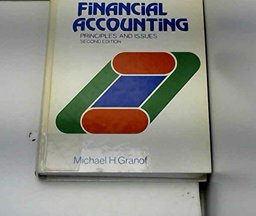 FINANCIAL
ACCOUNTING
PRINCIPLES AND ISSUES
SECOND EDITION
Michael H Granof